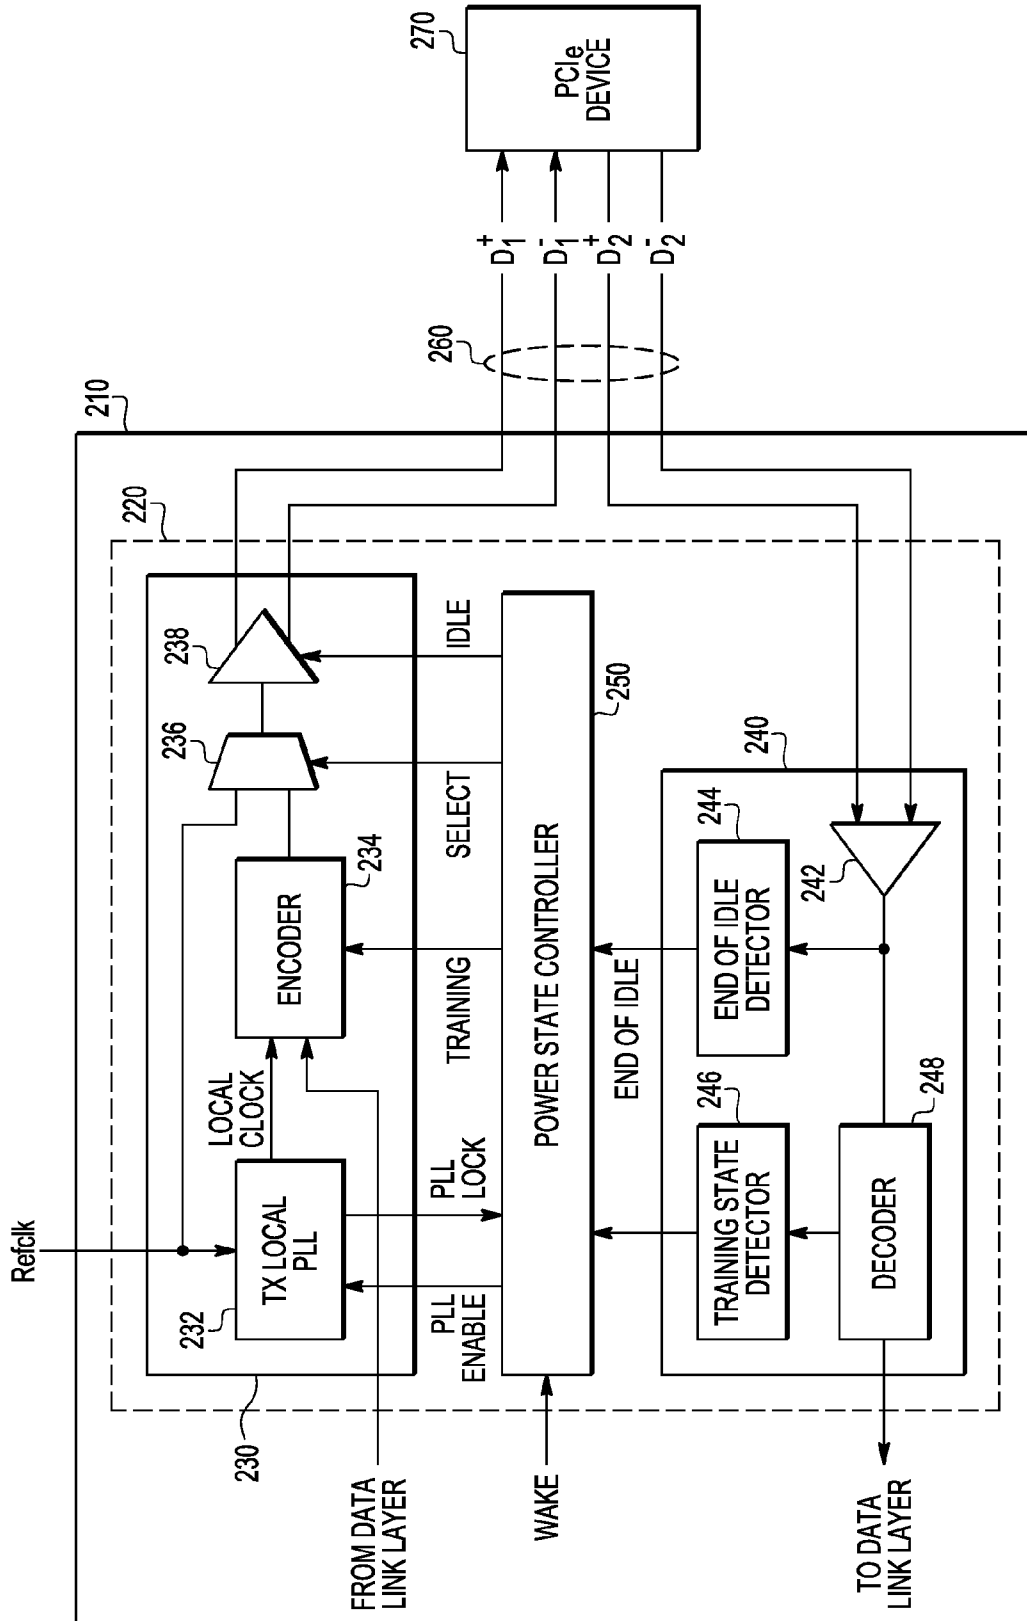 210
270
PCIe
DEVICE
220
260
D1+
D1-
D2+
D2-
Refclk
230
232
TX LOCAL
PLL
LOCAL
CLOCK
ENCODER
234
236
238
FROM DATA
LINK LAYER
PLL
ENABLE
PLL
LOCK
TRAINING
SELECT
IDLE
WAKE
POWER STATE CONTROLLER
250
END OF IDLE
240
246
TRAINING STATE
DETECTOR
244
END OF IDLE
DETECTOR
242
248
DECODER
TO DATA
LINK LAYER